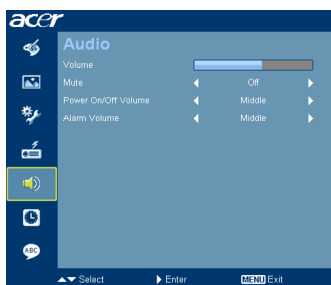 acer
Audio
Volume
Mute Off
Power On/Off Volume Middle
Alarm Volume Middle
ABC
Select Enter MENU Exit